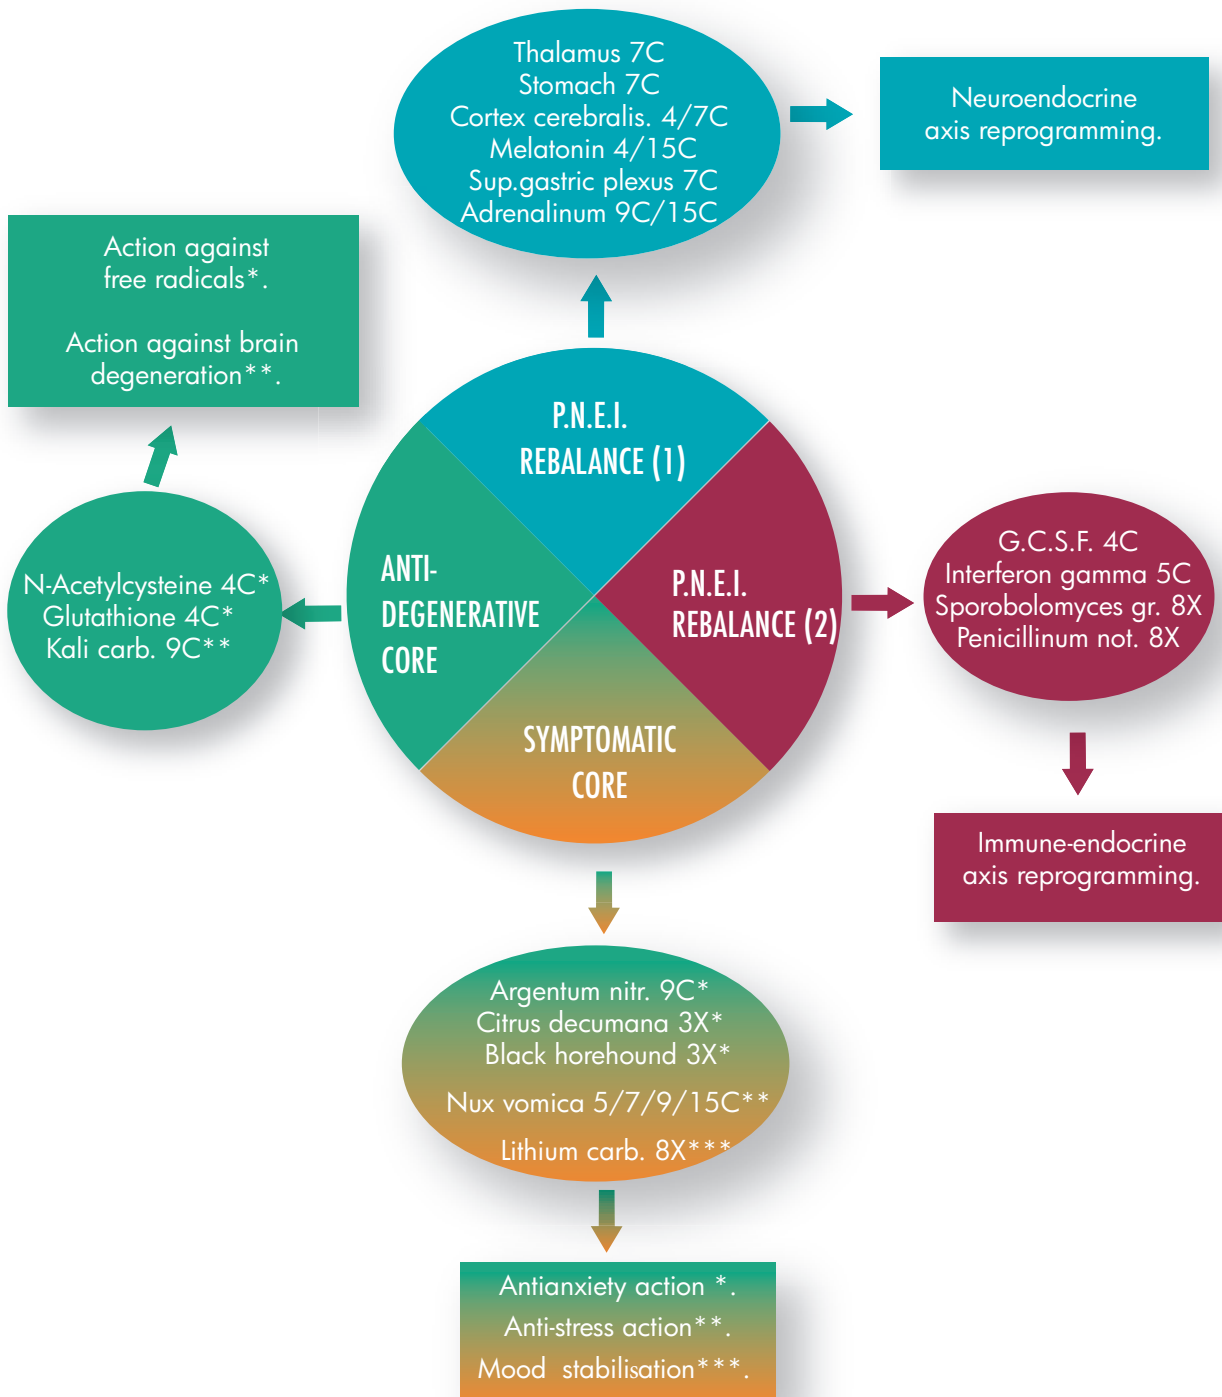 Thalamus 7C
Stomach 7C
Cortex cerebralis. 4/7C
Melatonin 4/15C
Sup.gastric plexus 7C
Adrenalinum 9C/15C
Neuroendocrine
axis reprogramming.
Action against
free radicals*.
Action against brain
degeneration**.
P.N.E.I.
REBALANCE (1)
N-Acetylcysteine 4C*
Glutathione 4C*
Kali carb. 9C**
ANTI-
DEGENERATIVE
CORE
P.N.E.I.
REBALANCE (2)
G.C.S.F. 4C
Interferon gamma 5C
Sporobolomyces gr. 8X
Penicillinum not. 8X
SYMPTOMATIC
CORE
Immune-endocrine
axis reprogramming.
Argentum nitr. 9C*
Citrus decumana 3X*
Black horehound 3X*
Nux vomica 5/7/9/15C**
Lithium carb. 8X***
Antianxiety action *.
Anti-stress action**.
Mood stabilisation***.